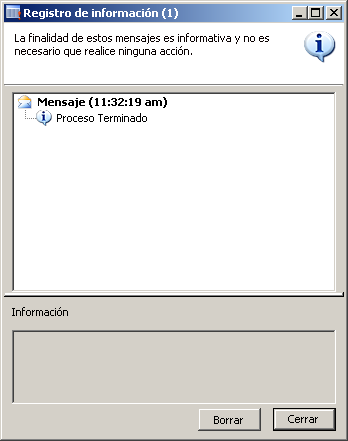 Registro de información (1)
La finalidad de estos mensajes es informativa y no es
necesario que realice ninguna acción.
Mensaje (11:32:19 am)
Proceso Terminado
Información
Borrar
Cerrar